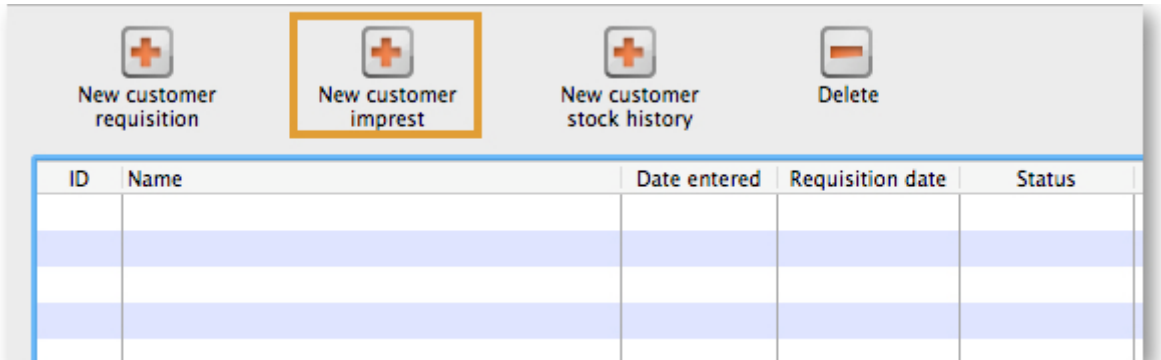 New customer
requisition
New customer
imprest
New customer
stock history
Delete
ID Name Date entered Requisition date Status